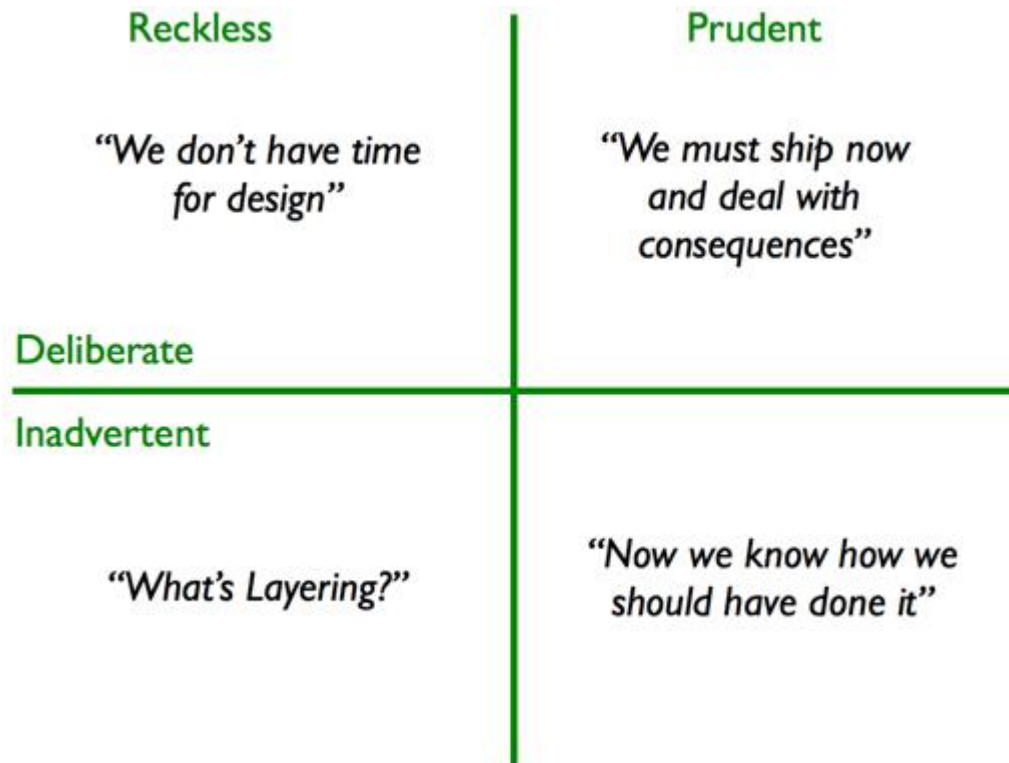 Reckless
Prudent
“We don’t have time
for design”
“We must ship now
and deal with
consequences”
Deliberate
Inadvertent
“What’s Layering?”
“Now we know how we
should have done it”